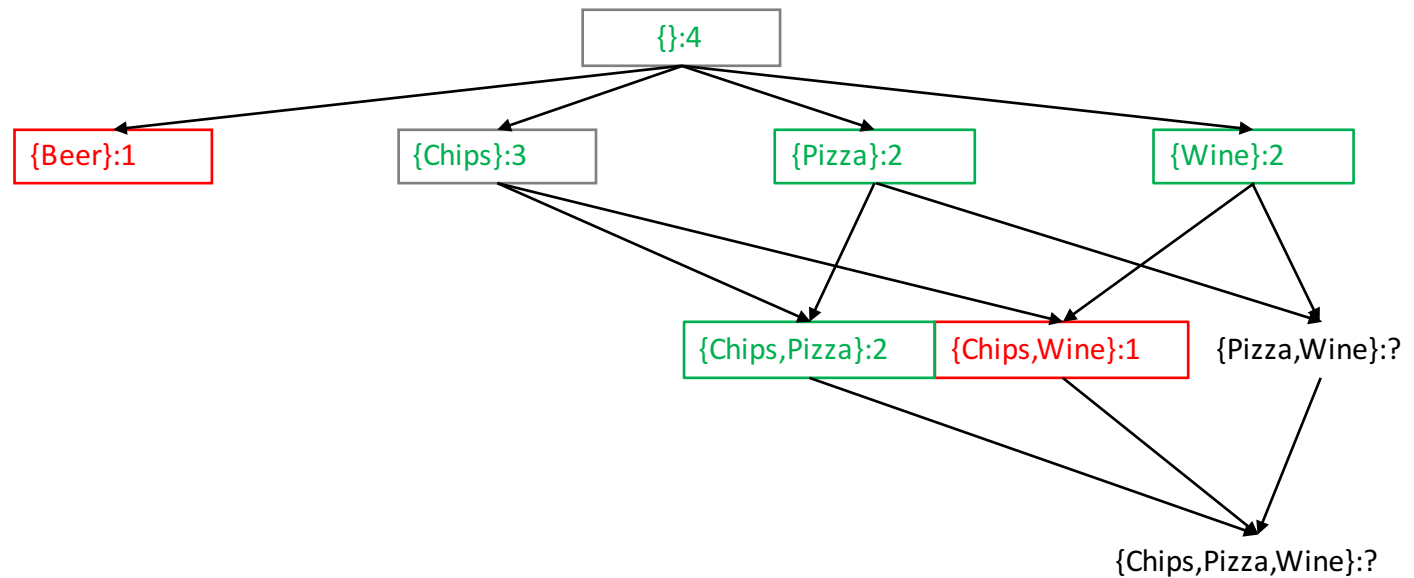 {}:4
{Beer}:1
{Chips}:3
{Pizza}:2
{Wine}:2
{Chips,Pizza}:2
{Chips,Wine}:1
{Pizza,Wine}:?
{Chips,Pizza,Wine}:?